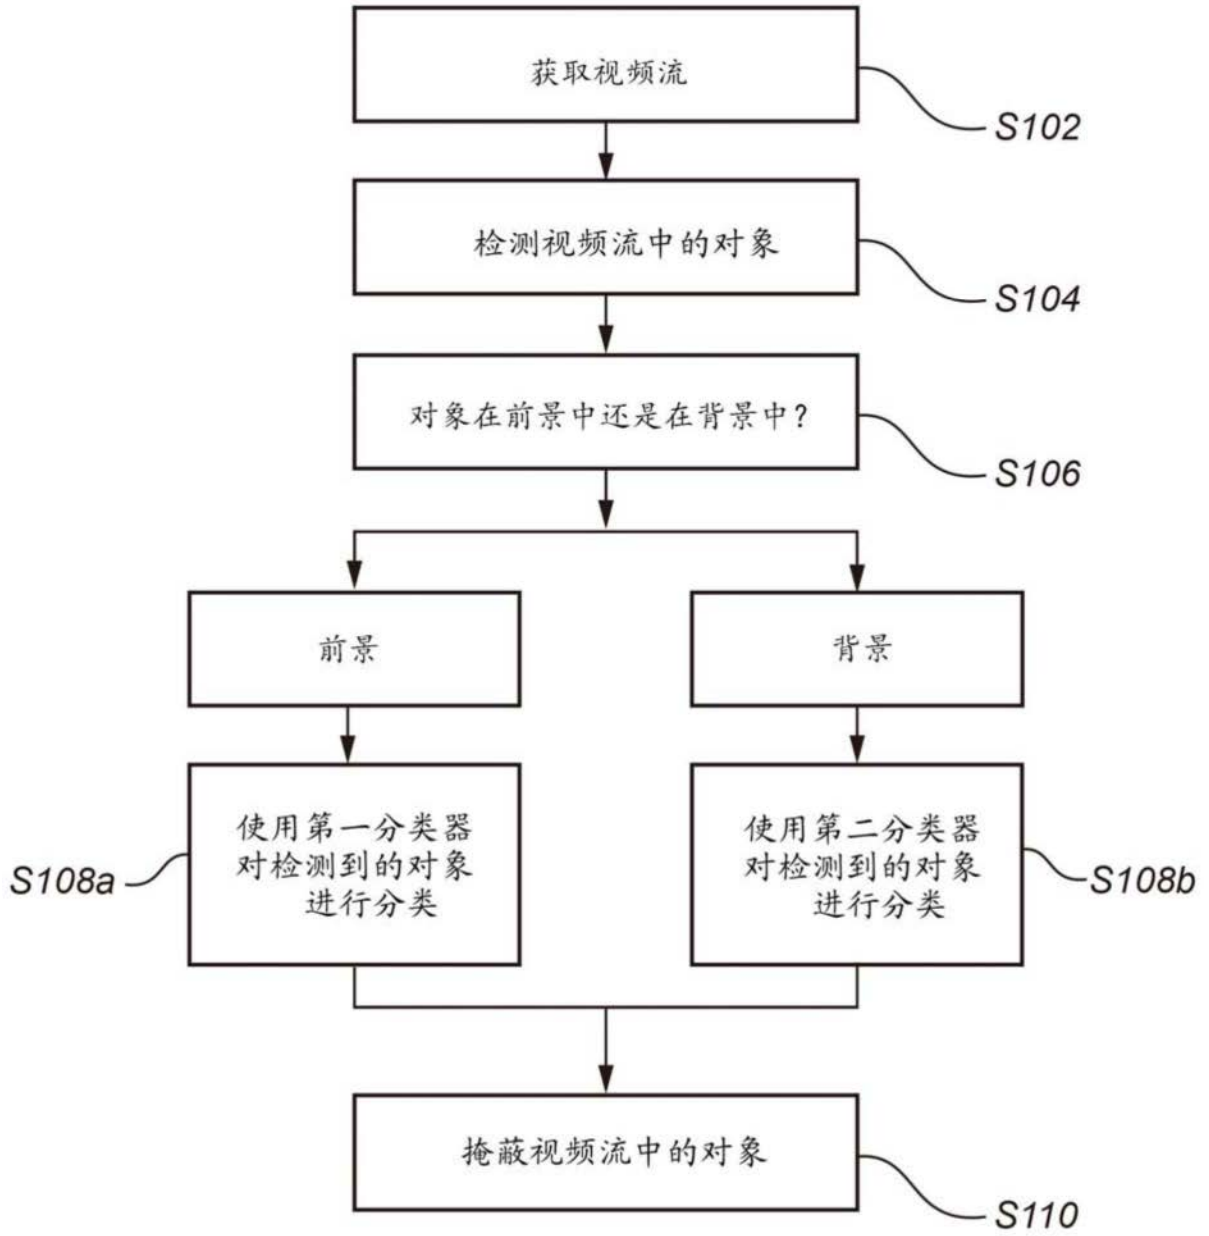 获取视频流
S102
检测视频流中的对象
S104
对象在前景中还是在背景中?
S106
前景
背景
使用第一分类器
对检测到的对象
进行分类
S108a
使用第二分类器
对检测到的对象
进行分类
S108b
掩蔽视频流中的对象
S110